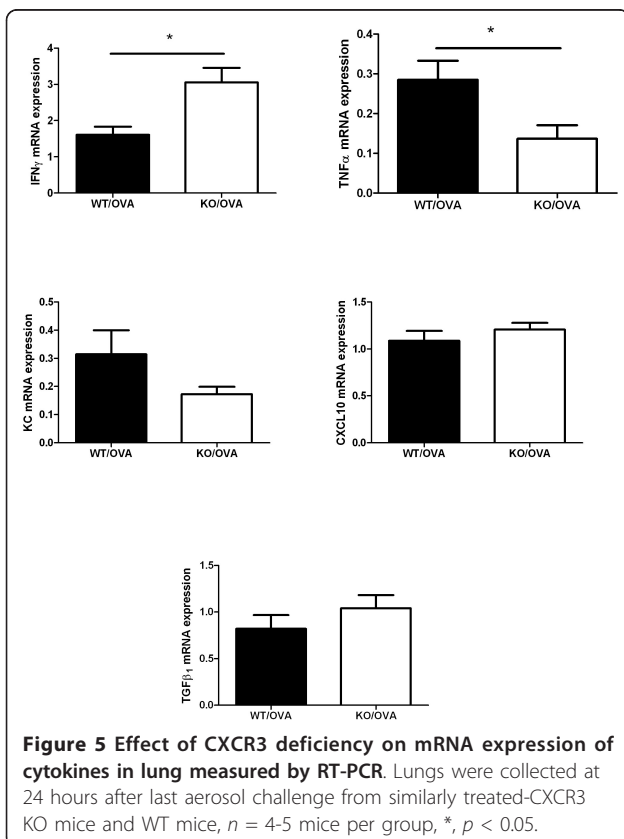 *
IFNγ mRNA expression
4
3
2
1
0
WT/OVA KO/OVA
*
TNFα mRNA expression
0.4
0.3
0.2
0.1
0.0
WT/OVA KO/OVA
KC mRNA expression
0.5
0.4
0.3
0.2
0.1
0.0
WT/OVA KO/OVA
CXCL10 mRNA expression
1.5
1.0
0.5
0.0
WT/OVA KO/OVA
TGFβ1 mRNA expression
1.5
1.0
0.5
0.0
WT/OVA KO/OVA
Figure 5 Effect of CXCR3 deficiency on mRNA expression of
cytokines in lung measured by RT-PCR. Lungs were collected at
24 hours after last aerosol challenge from similarly treated-CXCR3
KO mice and WT mice, n = 4-5 mice per group, *, p < 0.05.